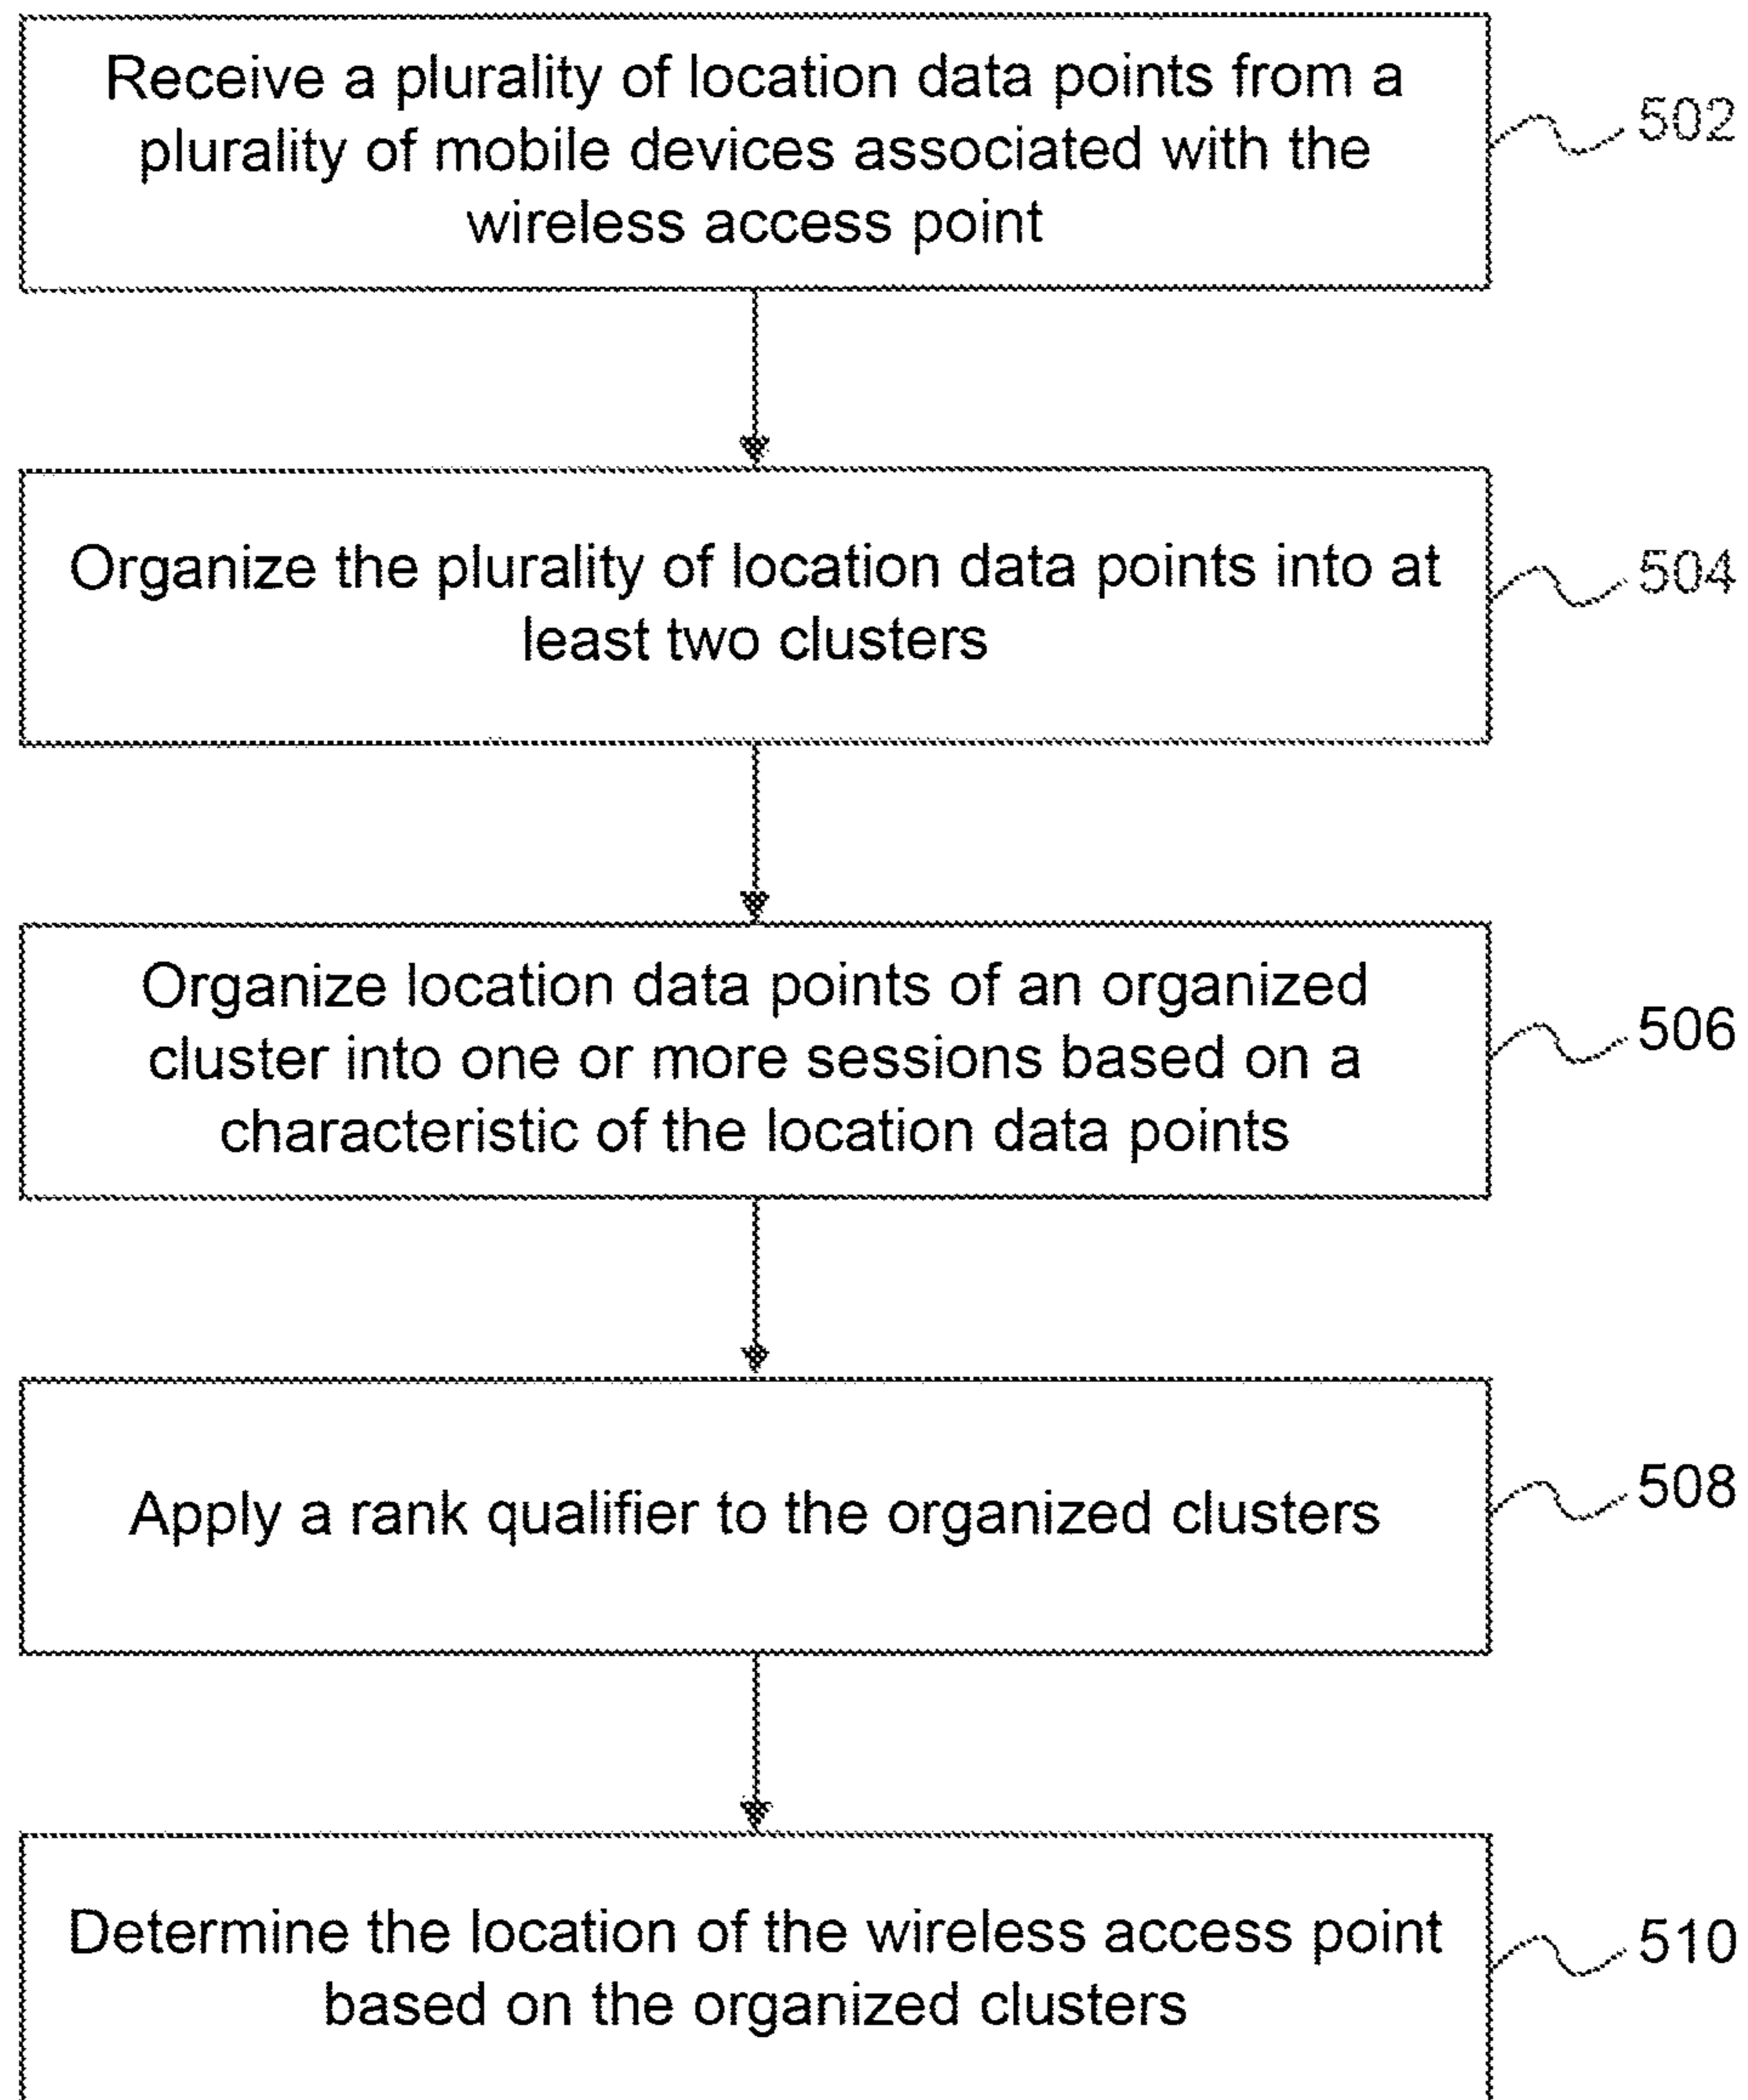 Receive a plurality of location data points from a
plurality of mobile devices associated with the
wireless access point
502
Organize the plurality of location data points into at
least two clusters
504
Organize location data points of an organized
cluster into one or more sessions based on a
characteristic of the location data points
506
Apply a rank qualifier to the organized clusters
508
Determine the location of the wireless access point
based on the organized clusters
510